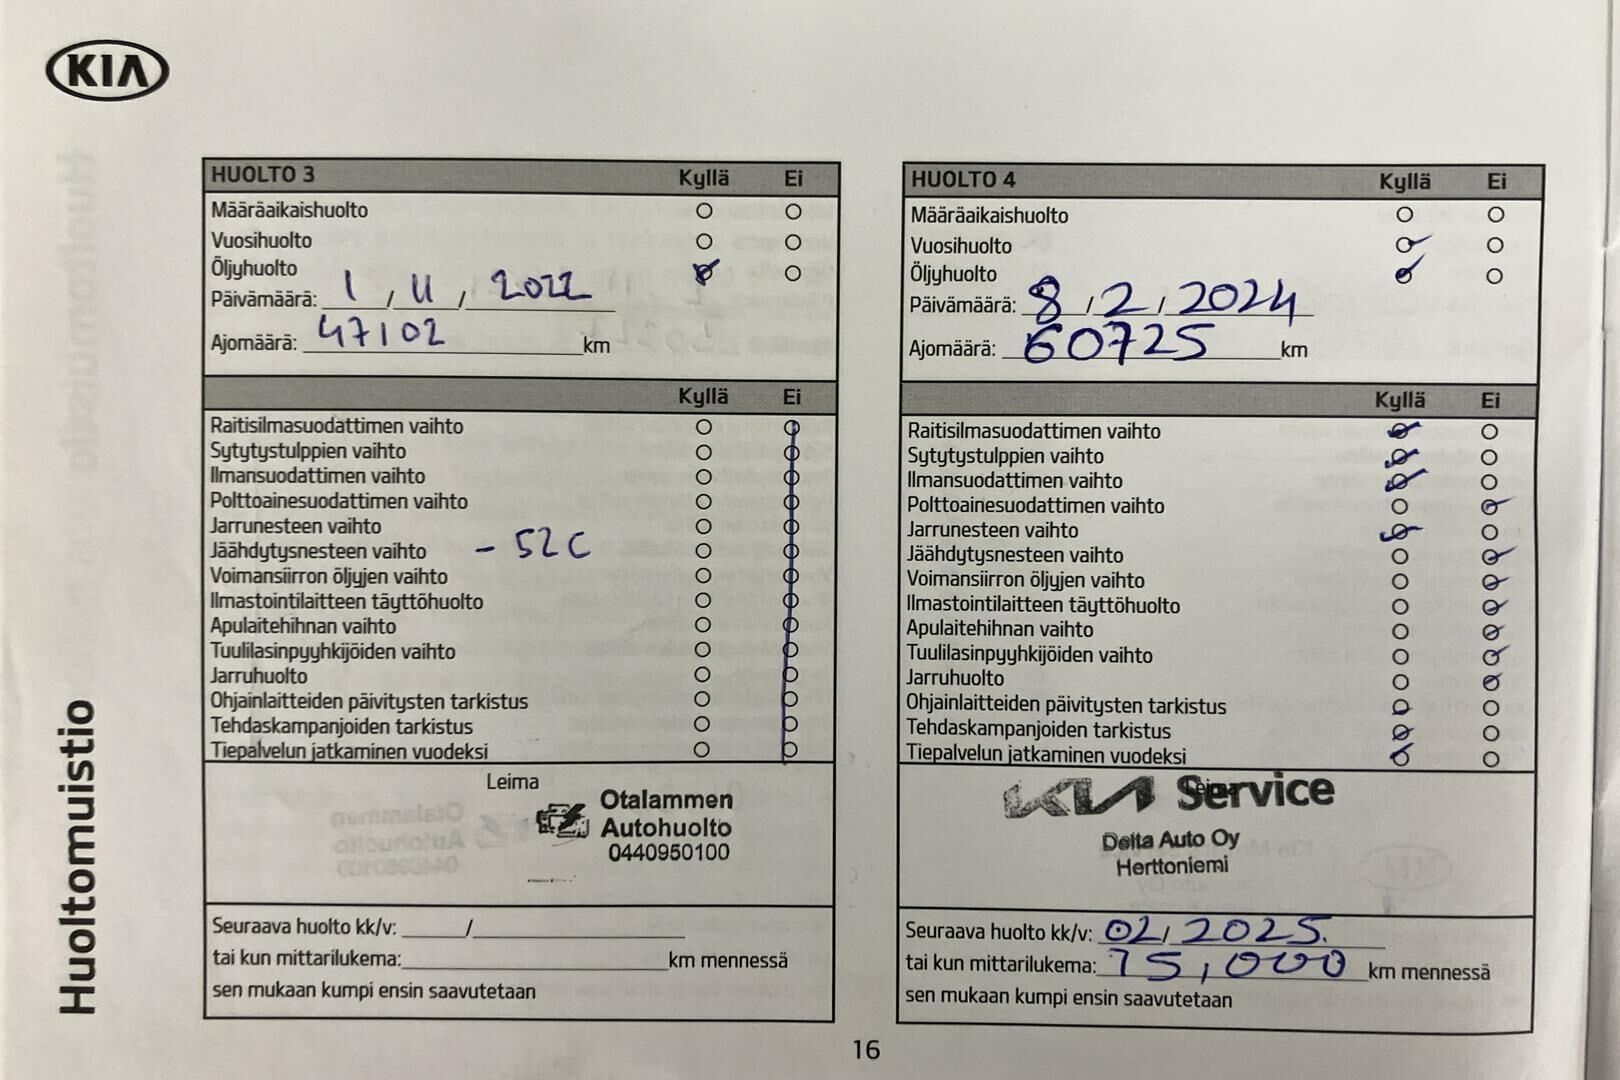 KIA
HUOLTO 3 Kyllä Ei
Määräaikaishuolto
Vuosihuolto
Öljyhuolto
Päivämäärä: 1 / 11 / 2022
Ajomäärä: 47102 km
Kyllä Ei
Raitisilmasuodattimen vaihto
Sytytystulppien vaihto
Ilmansuodattimen vaihto
Polttoainesuodattimen vaihto
Jarrunesteen vaihto
Jäähdytysnesteen vaihto - 52 C
Voimansiirron öljyjen vaihto
Ilmastointilaitteen täyttöhuolto
Apulaitehihnan vaihto
Tuulilasinpyyhkijöiden vaihto
Jarruhuolto
Ohjainlaitteiden päivitysten tarkistus
Tehdaskampanjoiden tarkistus
Tiepalvelun jatkaminen vuodeksi
Leima
Otalammen
Autohuolto
0440950100
Seuraava huolto kk/v: /
tai kun mittarilukema: km mennessä
sen mukaan kumpi ensin saavutetaan
HUOLTO 4 Kyllä Ei
Määräaikaishuolto
Vuosihuolto
Öljyhuolto
Päivämäärä: 8 / 2 / 2024
Ajomäärä: 60725 km
Kyllä Ei
Raitisilmasuodattimen vaihto
Sytytystulppien vaihto
Ilmansuodattimen vaihto
Polttoainesuodattimen vaihto
Jarrunesteen vaihto
Jäähdytysnesteen vaihto
Voimansiirron öljyjen vaihto
Ilmastointilaitteen täyttöhuolto
Apulaitehihnan vaihto
Tuulilasinpyyhkijöiden vaihto
Jarruhuolto
Ohjainlaitteiden päivitysten tarkistus
Tehdaskampanjoiden tarkistus
Tiepalvelun jatkaminen vuodeksi
Leima
KIA Service
Delta Auto Oy
Herttoniemi
Seuraava huolto kk/v: 02/ 2025.
tai kun mittarilukema: 75,000 km mennessä
sen mukaan kumpi ensin saavutetaan
Huoltomuistio
16